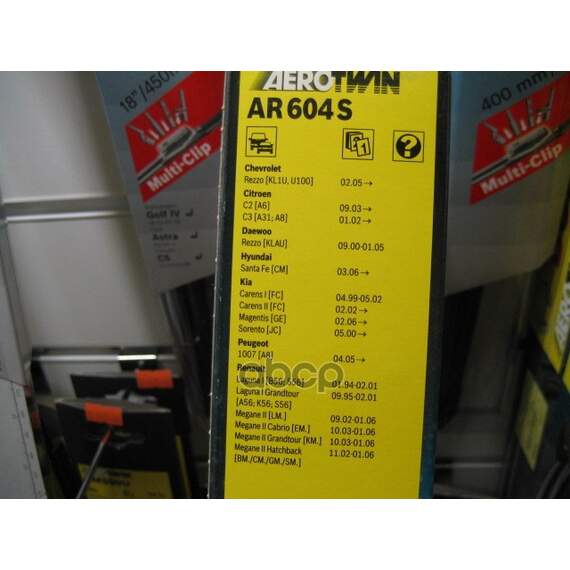 AEROTWIN
AR 604 S
1
?
Chevrolet
Rezzo [KL1U, U100] 02.05→
Citroen
C2 [A6] 09.03→
C3 [A31; A8] 01.02→
Daewoo
Rezzo [KLAU] 09.00-01.05
Hyundai
Santa Fe [CM] 03.06→
Kia
Carens I [FC] 04.99-05.02
Carens II [FC] 02.02→
Magentis [GE] 02.06→
Sorento [JC] 05.00→
Peugeot
1007 [A8] 04.05→
Renault
Laguna I [B56; S56] 01.94-02.01
Laguna I Grandtour 09.95-02.01
[A56; K56; S56]
Megane II [LM.] 09.02-01.06
Megane II Cabrio [EM.] 10.03-01.06
Megane II Grandtour [KM.] 10.03-01.06
Megane II Hatchback 11.02-01.06
[BM./CM./GM./SM.]
abcp
18"/450
Multi-Clip
Golf IV
Astra
C5
400 mm
Multi-Clip